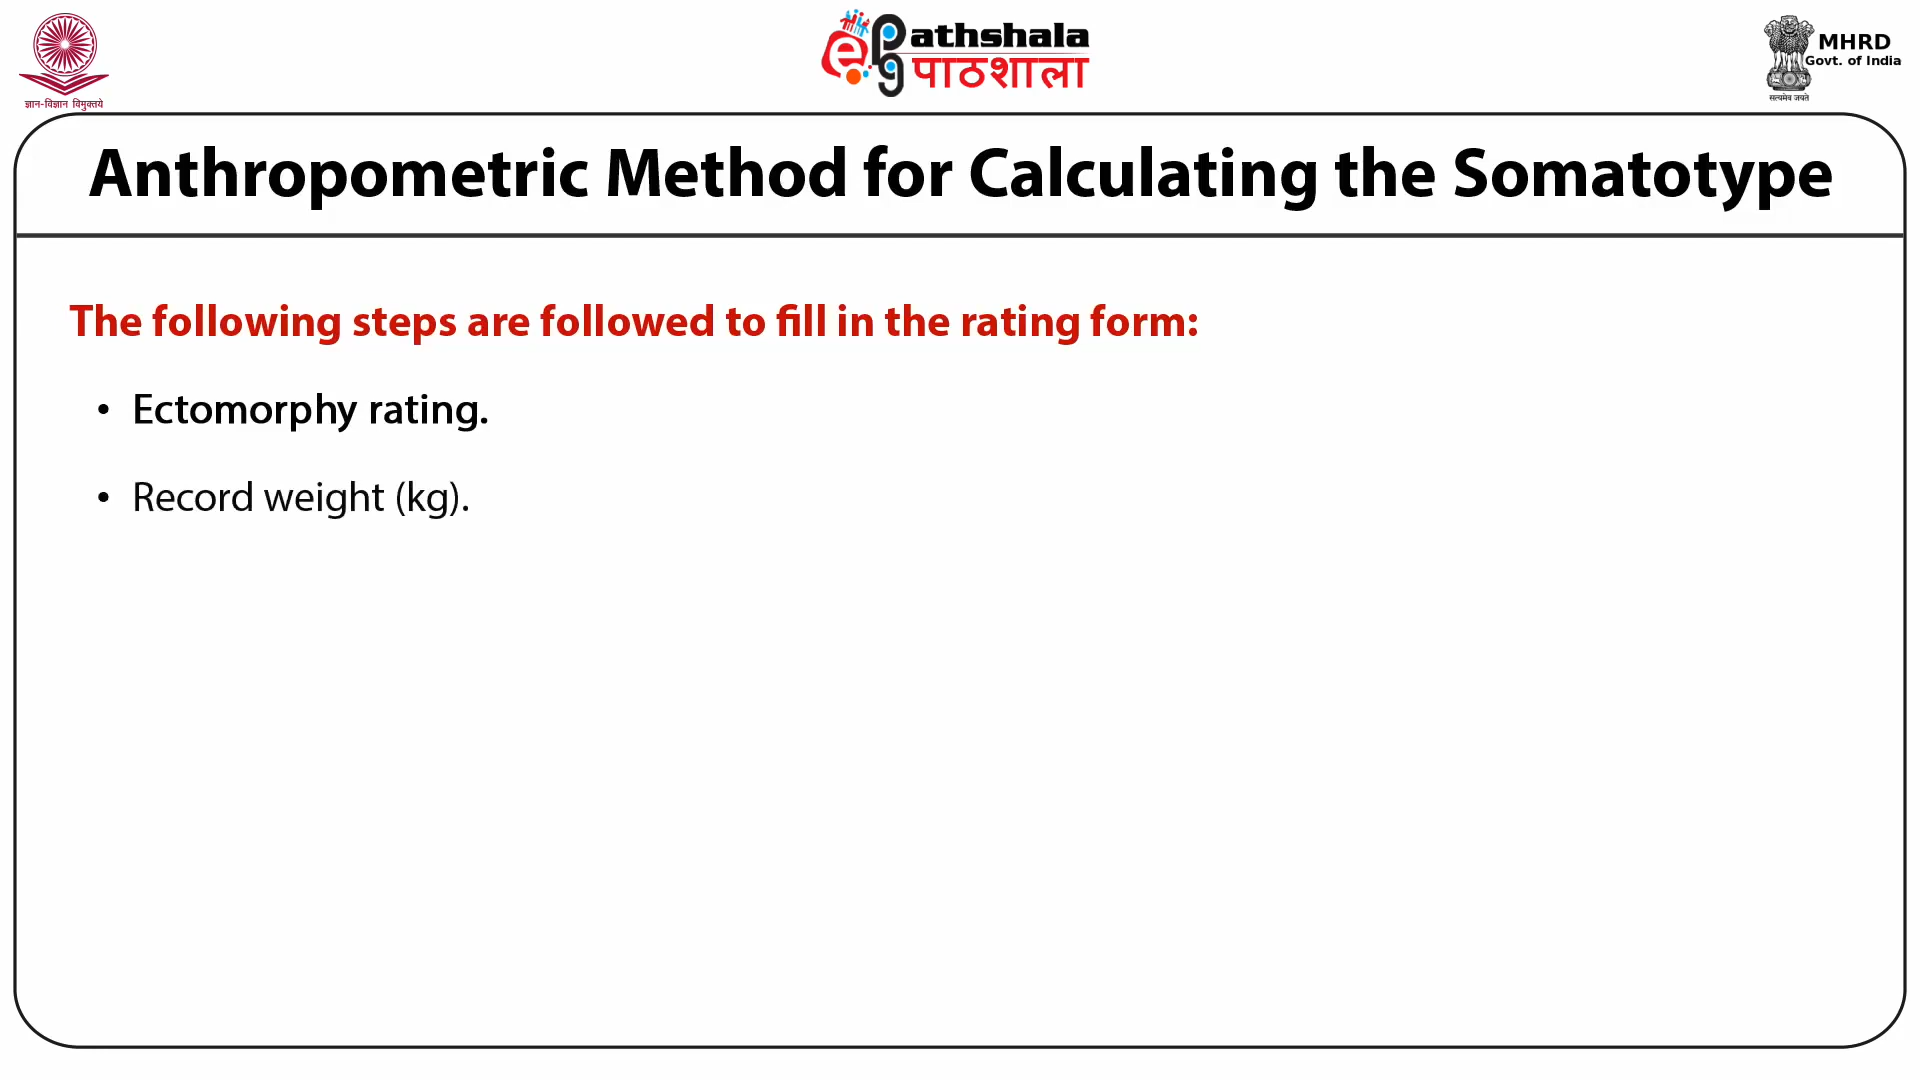 ज्ञान-विज्ञान विमुक्तये
e Pg athshala
पाठशाला
MHRD
Govt. of India
सत्यमेव जयते
Anthropometric Method for Calculating the Somatotype
The following steps are followed to fill in the rating form:
• Ectomorphy rating.
• Record weight (kg).